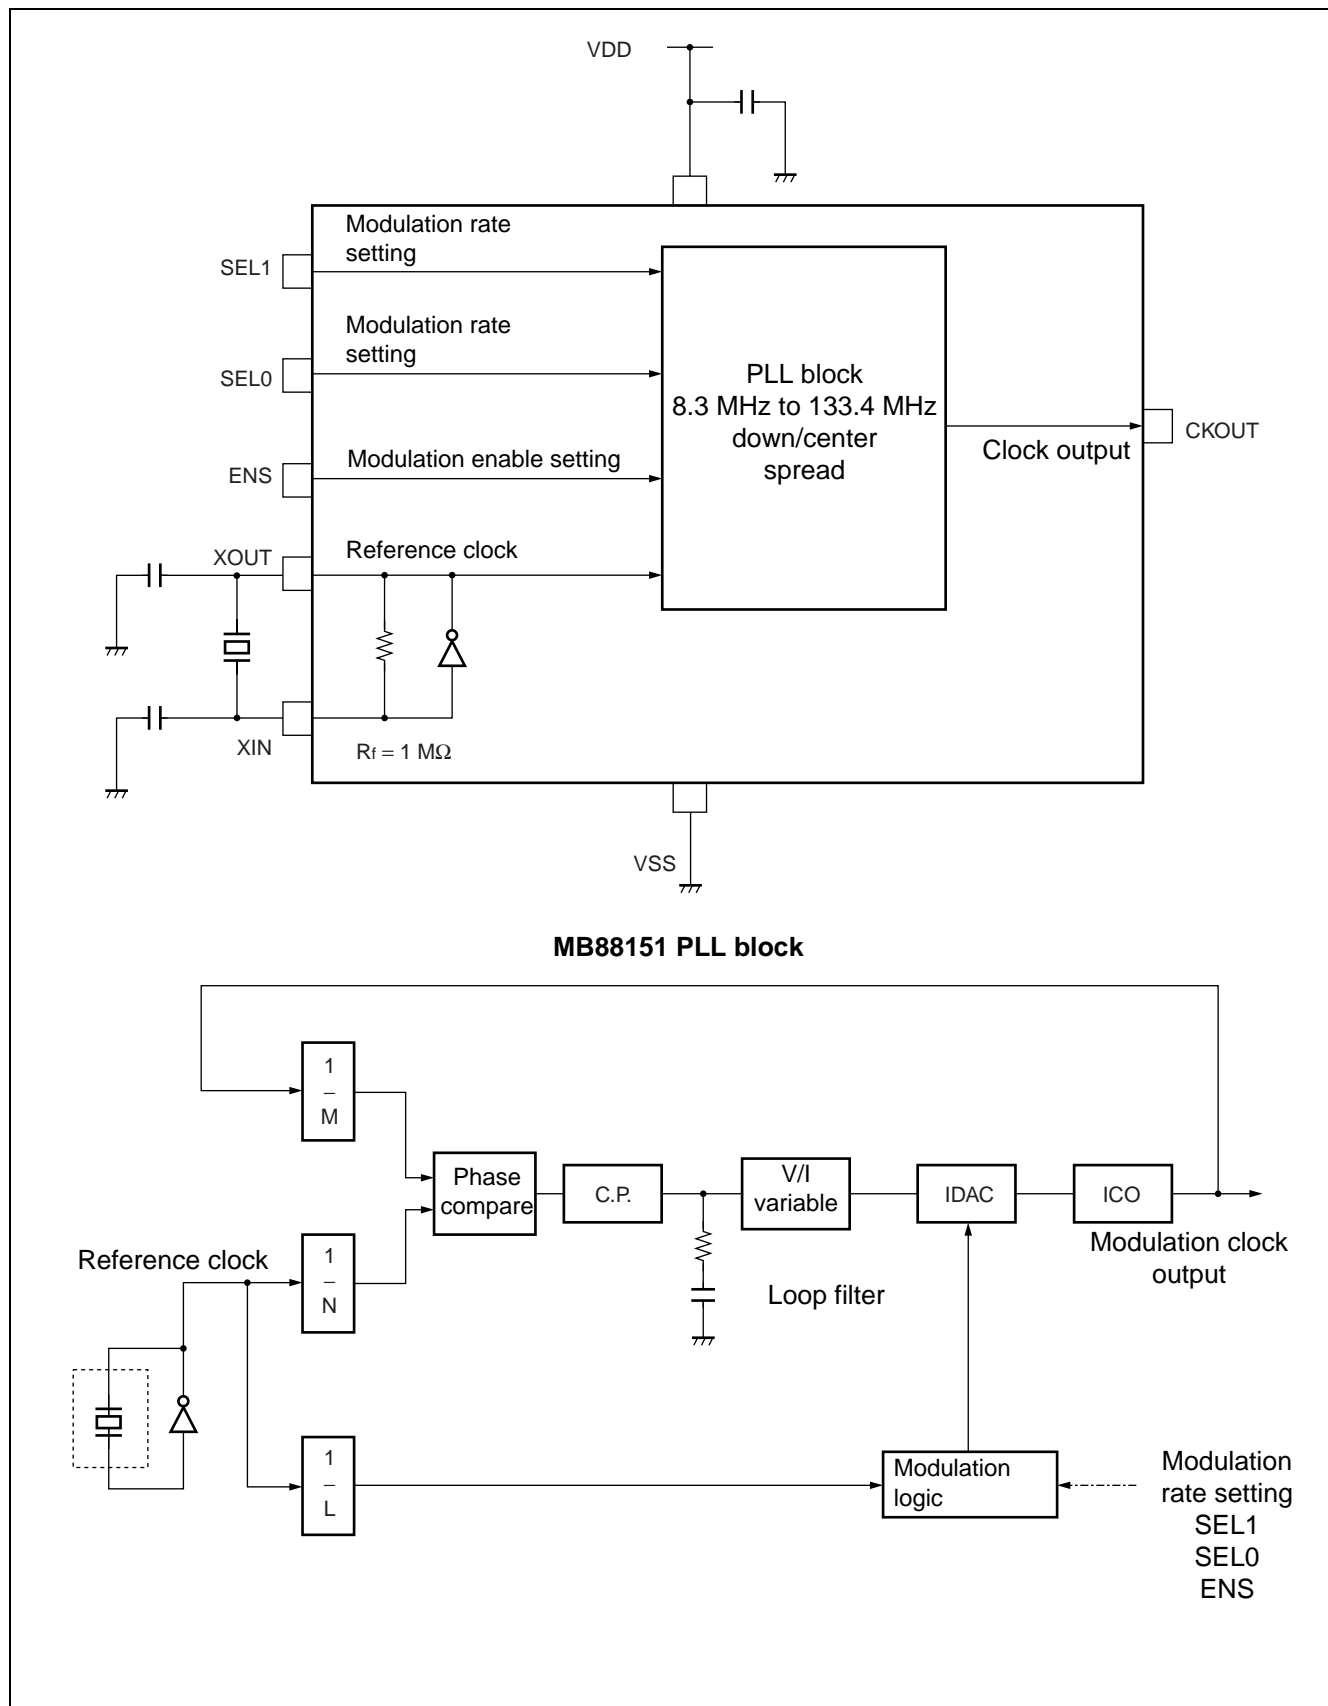 VDD
Modulation rate
setting
SEL1
Modulation rate
setting
SEL0
PLL block
8.3 MHz to 133.4 MHz
down/center
spread
CKOUT
Clock output
Modulation enable setting
ENS
XOUT
Reference clock
XIN
Rf = 1 MΩ
VSS
MB88151 PLL block
1
–
M
Phase
compare
C.P.
V/I
variable
IDAC
ICO
Modulation clock
output
Reference clock
1
–
N
Loop filter
1
–
L
Modulation
logic
Modulation
rate setting
SEL1
SEL0
ENS